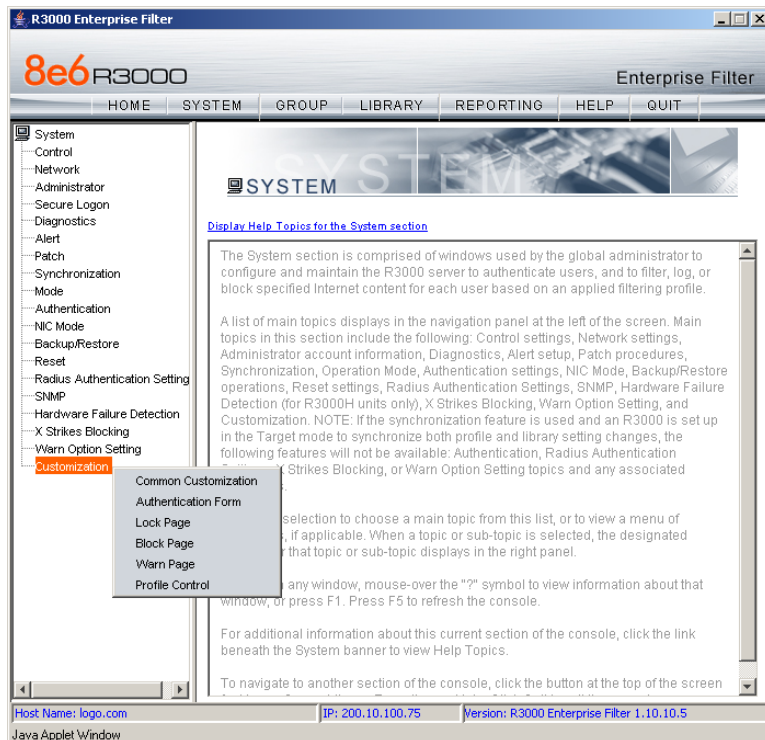 R3000 Enterprise Filter
8e6 R3000
Enterprise Filter
HOME SYSTEM GROUP LIBRARY REPORTING HELP QUIT
System
Control
Network
Administrator
Secure Logon
Diagnostics
Alert
Patch
Synchronization
Mode
Authentication
NIC Mode
Backup/Restore
Reset
Radius Authentication Setting
SNMP
Hardware Failure Detection
X Strikes Blocking
Warn Option Setting
Customization
Common Customization
Authentication Form
Lock Page
Block Page
Warn Page
Profile Control
SYSTEM
SYSTEM
Display Help Topics for the System section
The System section is comprised of windows used by the global administrator to
configure and maintain the R3000 server to authenticate users, and to filter, log, or
block specified Internet content for each user based on an applied filtering profile.
A list of main topics displays in the navigation panel at the left of the screen. Main
topics in this section include the following: Control settings, Network settings,
Administrator account information, Diagnostics, Alert setup, Patch procedures,
Synchronization, Operation Mode, Authentication settings, NIC Mode, Backup/Restore
operations, Reset settings, Radius Authentication Settings, SNMP, Hardware Failure
Detection (for R3000H units only), X Strikes Blocking, Warn Option Setting, and
Customization. NOTE: If the synchronization feature is used and an R3000 is set up
in the Target mode to synchronize both profile and library setting changes, the
following features will not be available: Authentication, Radius Authentication
Strikes Blocking, or Warn Option Setting topics and any associated
selection to choose a main topic from this list, or to view a menu of
, if applicable. When a topic or sub-topic is selected, the designated
that topic or sub-topic displays in the right panel.
any window, mouse-over the "?" symbol to view information about that
window, or press F1. Press F5 to refresh the console.
For additional information about this current section of the console, click the link
beneath the System banner to view Help Topics.
To navigate to another section of the console, click the button at the top of the screen
Host Name: logo.com
IP: 200.10.100.75
Version: R3000 Enterprise Filter 1.10.10.5
Java Applet Window